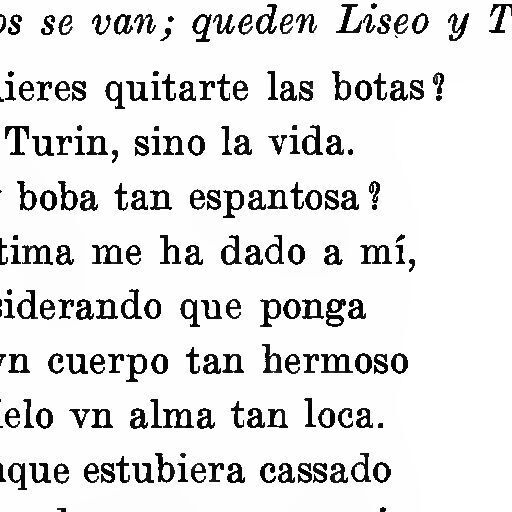 os se van; queden Liseo y T
ieres quitarte las botas?
Turin, sino la vida.
boba tan espantosa?
tima me ha dado a mí,
siderando que ponga
vn cuerpo tan hermoso
ielo vn alma tan loca.
nque estubiera cassado